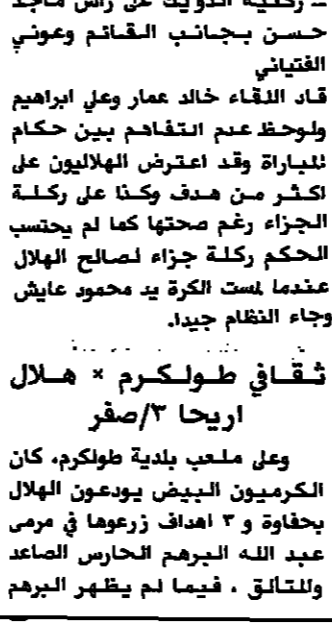 ـ ركنية الدويك على راس ماجد
حسن بجانب القائم وعوني
الفتياني
قاد اللقاء خالد عمار وعلي ابراهيم
ولوحظ عدم التفاهم بين حكام
المباراة وقد اعترض الهلاليون على
اكثر من هدف وكذا على ركلة
الجزاء رغم صحتها كما لم يحتسب
الحكم ركلة جزاء لصالح الهلال
عندما لمست الكرة يد محمود عايش
وجاء النظام جيدا.
ثقافي طولكرم × هلال
اريحا ٣/صفر
وعلى ملعب بلدية طولكرم، كان
الكرميون البيض يودعون الهلال
بحفاوة و ٣ اهداف زرعوها في مرمى
عبد الله البرهم الحارس الصاعد
والمتالق . فيما لم يظهر البرهم